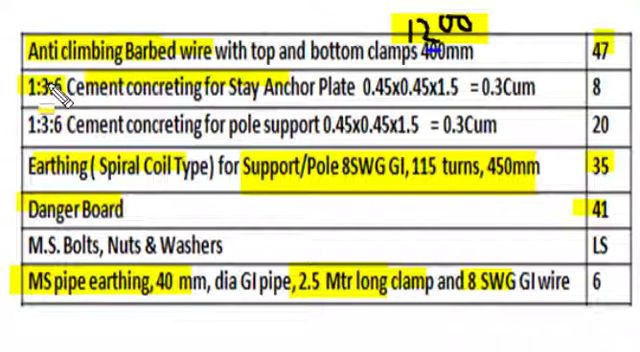 1200
Anti climbing Barbed wire with top and bottom clamps 400mm 47
1:3:6 Cement concreting for Stay Anchor Plate 0.45x0.45x1.5 = 0.3Cum 8
1:3:6 Cement concreting for pole support 0.45x0.45x1.5 = 0.3Cum 20
Earthing ( Spiral Coil Type) for Support/Pole 8SWG GI, 115 turns, 450mm 35
Danger Board 41
M.S. Bolts, Nuts & Washers LS
MS pipe earthing, 40 mm, dia GI pipe, 2.5 Mtr long clamp and 8 SWG GI wire 6